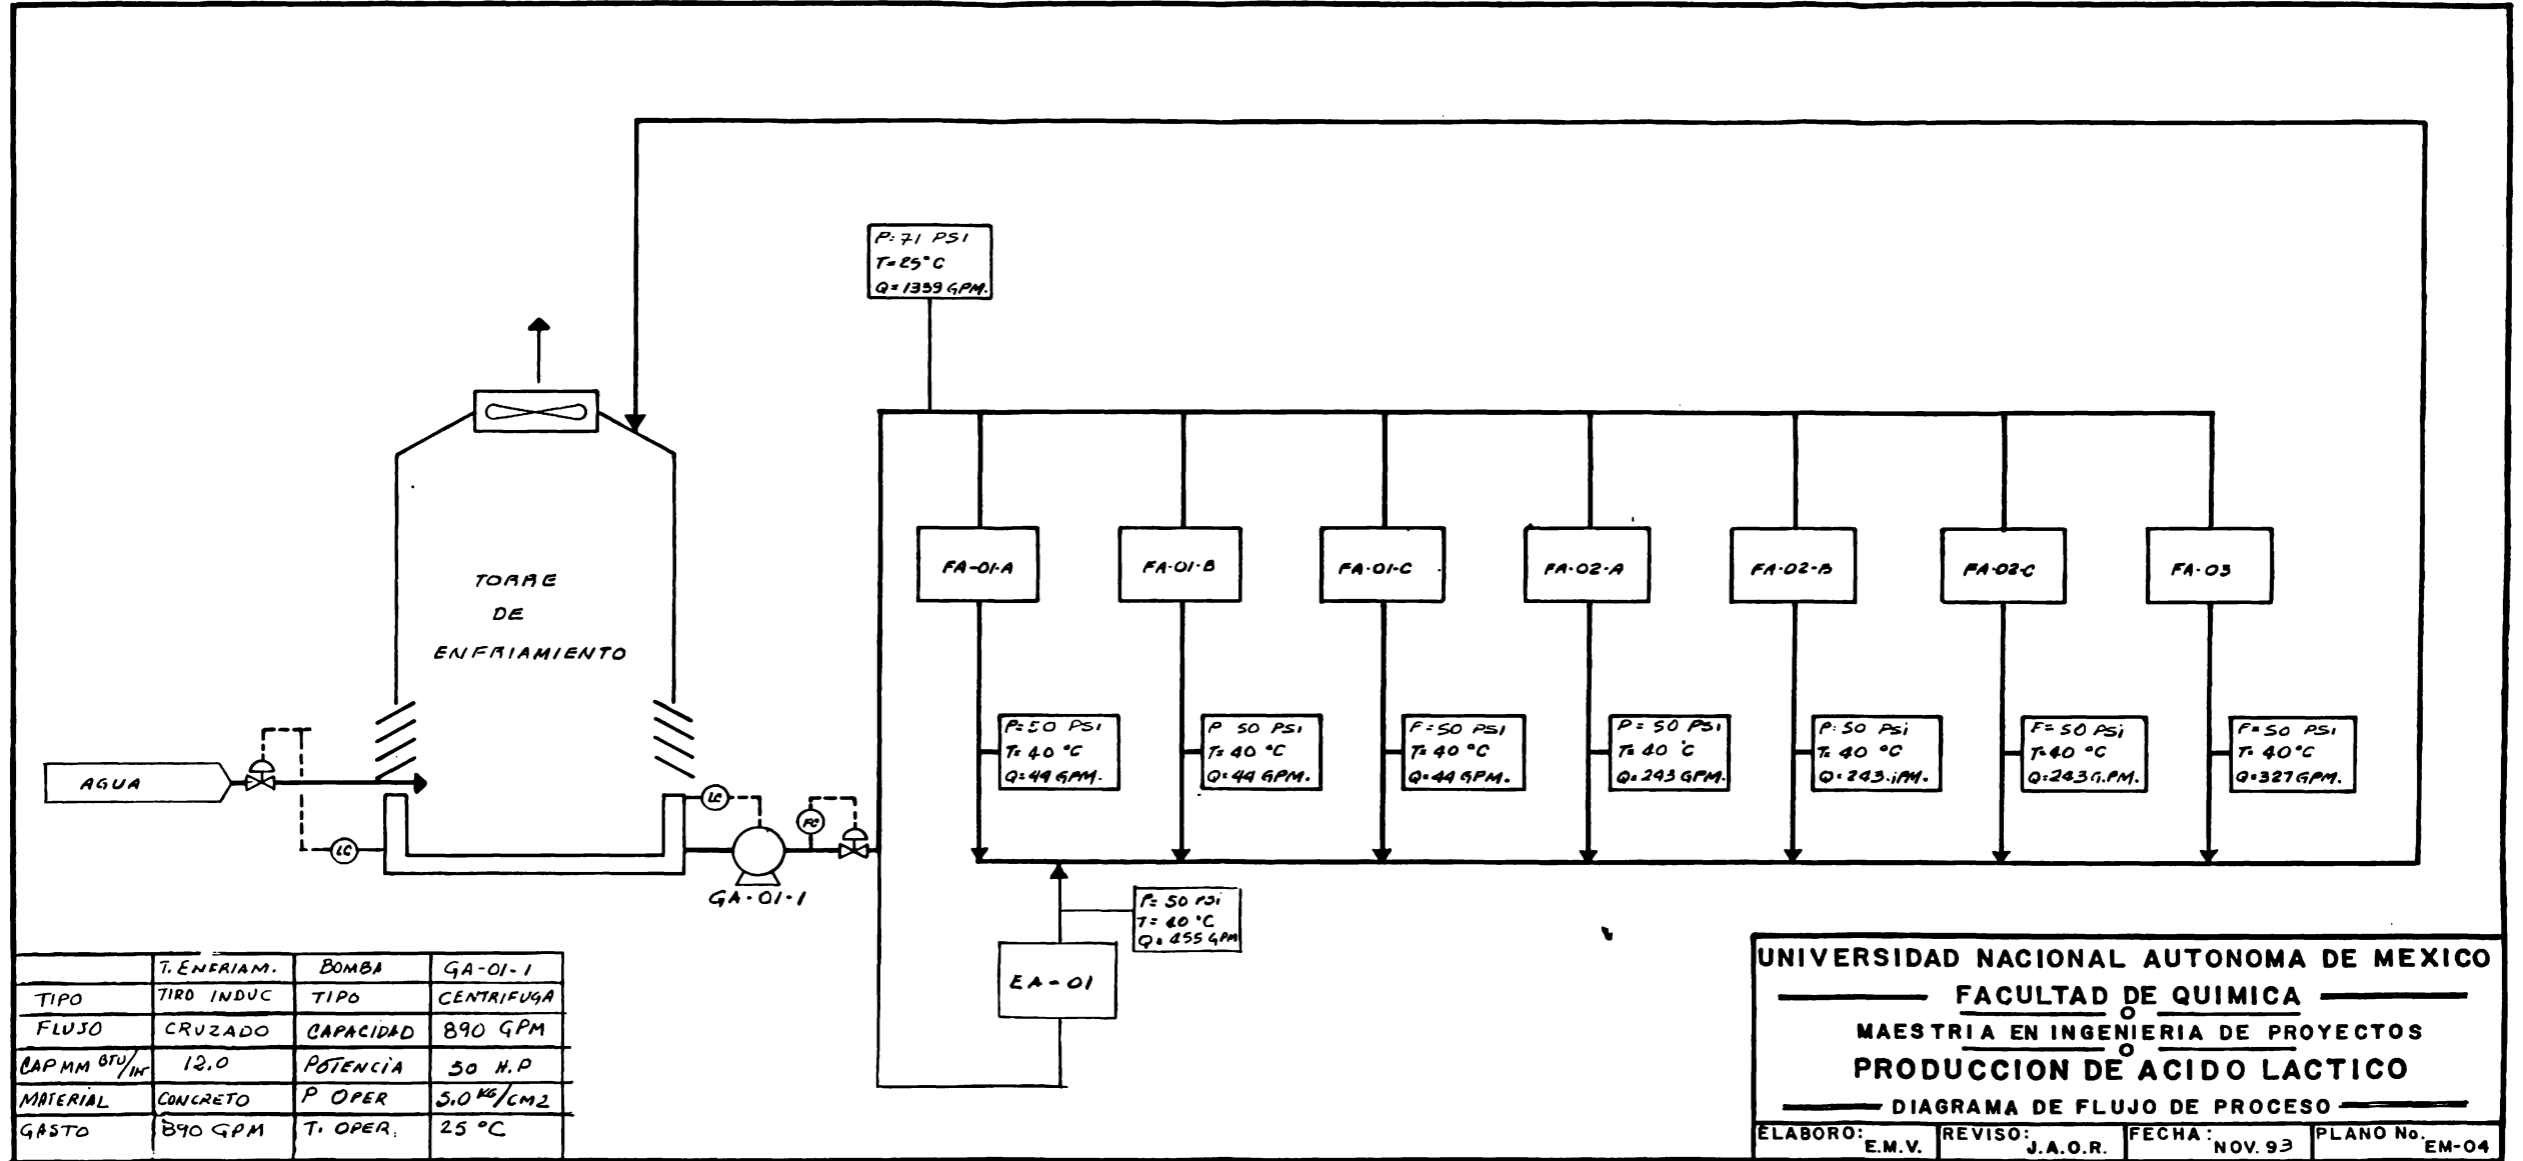 P: 71 PSI
T= 25°C
Q= 1359 GPM.
TORRE
DE
ENFRIAMIENTO
AGUA
LC
LC
FC
GA-01-1
FA-01-A
FA-01-B
FA-01-C
FA-02-A
FA-02-B
FA-02-C
FA-03
P= 50 PSi
T= 40 °C
Q= 44 GPM.
P 50 PSi
T= 40 °C
Q= 44 GPM.
P= 50 PSi
T= 40 °C
Q= 44 GPM.
P= 50 PSi
T= 40 °C
Q= 243 GPM.
P: 50 PSi
T= 40 °C
Q= 243 GPM.
P= 50 PSi
T= 40 °C
Q= 243 G.PM.
P= 50 PSi
T= 40 °C
Q= 327 GPM.
P= 50 PSi
T= 40 °C
Q= 455 GPM
EA-01
T. ENFRIAM. BOMBA GA-01-1
TIPO TIRO INDUC TIPO CENTRIFUGA
FLUJO CRUZADO CAPACIDAD 890 GPM
CAP MM BTU/Hr 12.0 POTENCIA 50 H.P
MATERIAL CONCRETO P OPER 5.0 KG/CM2
GASTO 890 GPM T. OPER. 25 °C
UNIVERSIDAD NACIONAL AUTONOMA DE MEXICO
FACULTAD DE QUIMICA
MAESTRIA EN INGENIERIA DE PROYECTOS
PRODUCCION DE ACIDO LACTICO
DIAGRAMA DE FLUJO DE PROCESO
ELABORO: E.M.V. REVISO: J.A.O.R. FECHA: NOV. 93 PLANO No. EM-04